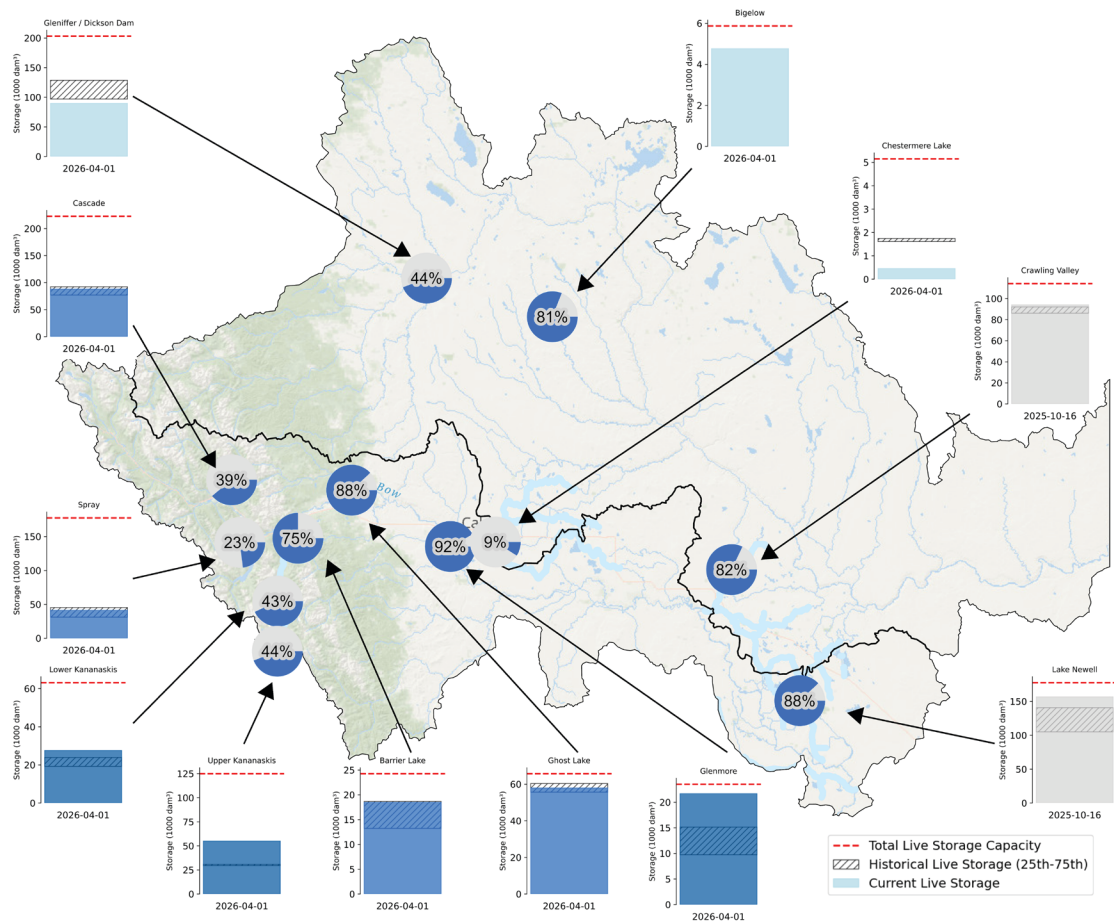 Gleniffer / Dickson Dam
Storage (1000 dam³)
200
150
100
50
0
2026-04-01
Bigelow
Storage (1000 dam³)
6
4
2
0
2026-04-01
Chestermere Lake
Storage (1000 dam³)
5
4
3
2
1
0
2026-04-01
Cascade
Storage (1000 dam³)
200
150
100
50
0
2026-04-01
Crawling Valley
Storage (1000 dam³)
100
80
60
40
20
0
2025-10-16
44%
81%
39%
88%
Bow
23%
75%
92%
Ca
9%
82%
43%
44%
88%
Spray
Storage (1000 dam³)
150
100
50
0
2026-04-01
Lower Kananaskis
Storage (1000 dam³)
60
40
20
0
2026-04-01
Lake Newell
Storage (1000 dam³)
150
100
50
0
2025-10-16
Upper Kananaskis
Storage (1000 dam³)
125
100
75
50
25
0
2026-04-01
Barrier Lake
Storage (1000 dam³)
25
20
15
10
5
0
2026-04-01
Ghost Lake
Storage (1000 dam³)
60
40
20
0
2026-04-01
Glenmore
Storage (1000 dam³)
20
15
10
5
0
2026-04-01
Total Live Storage Capacity
Historical Live Storage (25th-75th)
Current Live Storage